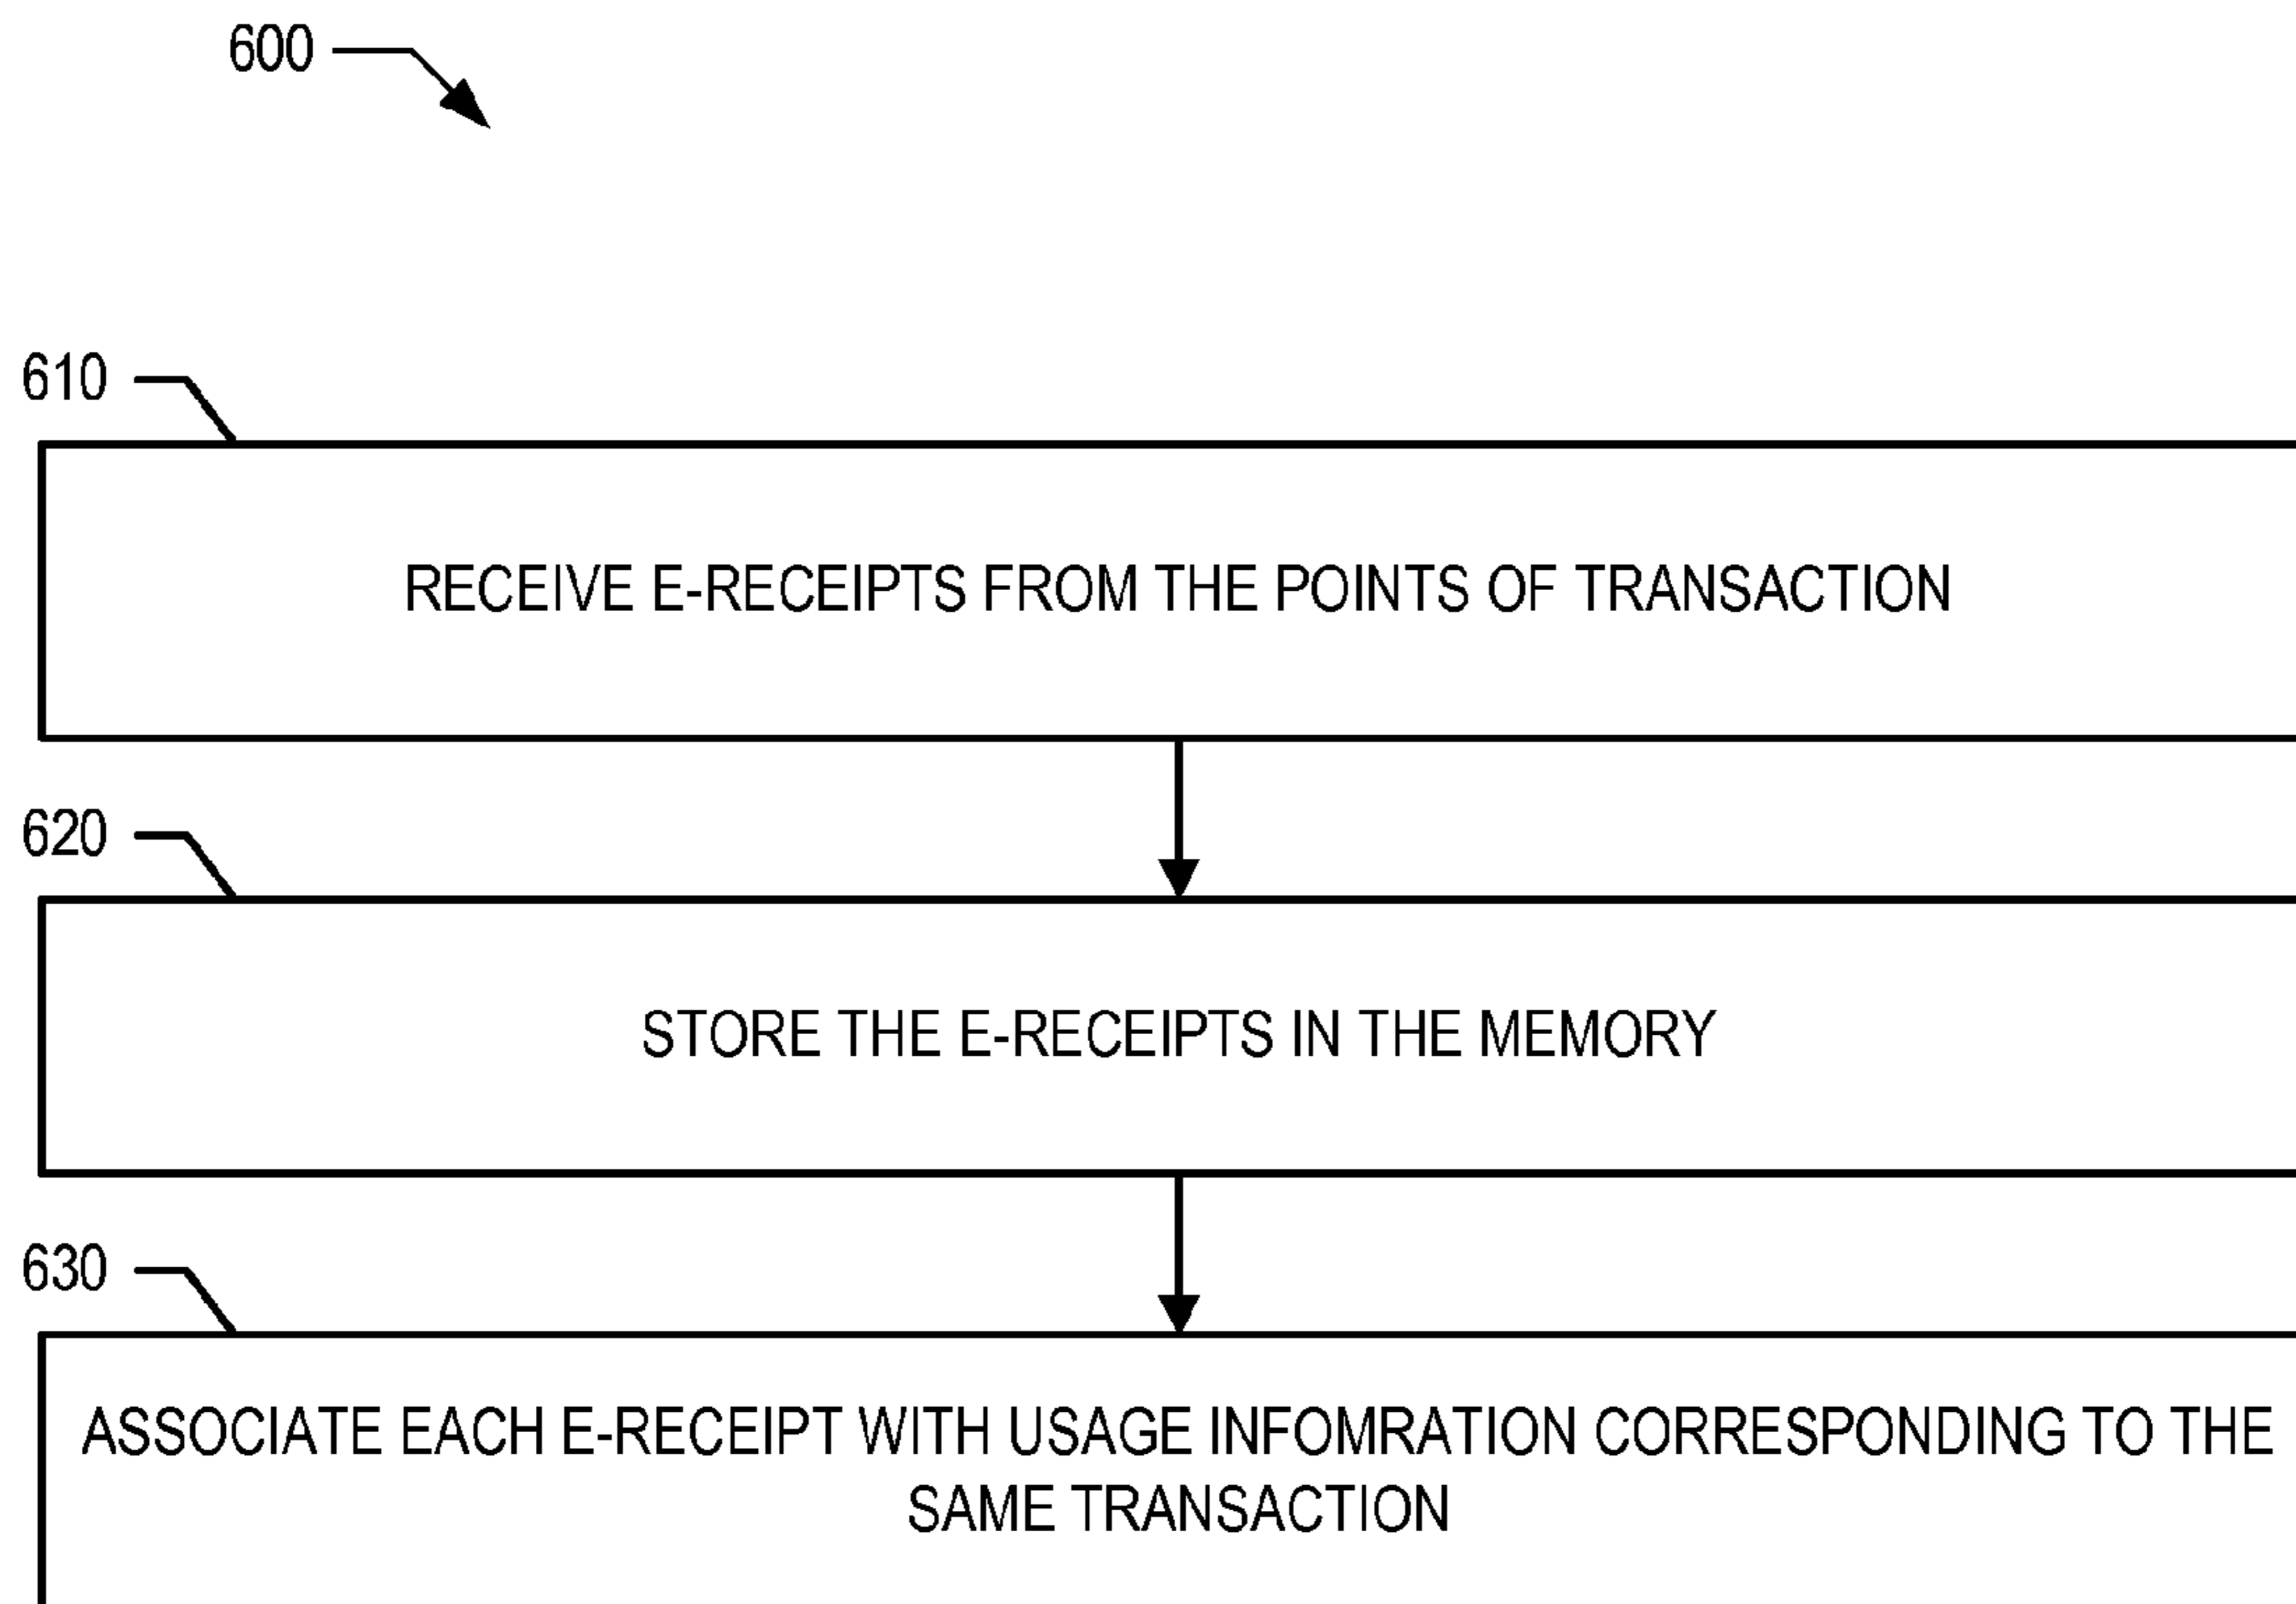 600
610
RECEIVE E-RECEIPTS FROM THE POINTS OF TRANSACTION
620
STORE THE E-RECEIPTS IN THE MEMORY
630
ASSOCIATE EACH E-RECEIPT WITH USAGE INFOMRATION CORRESPONDING TO THE
SAME TRANSACTION